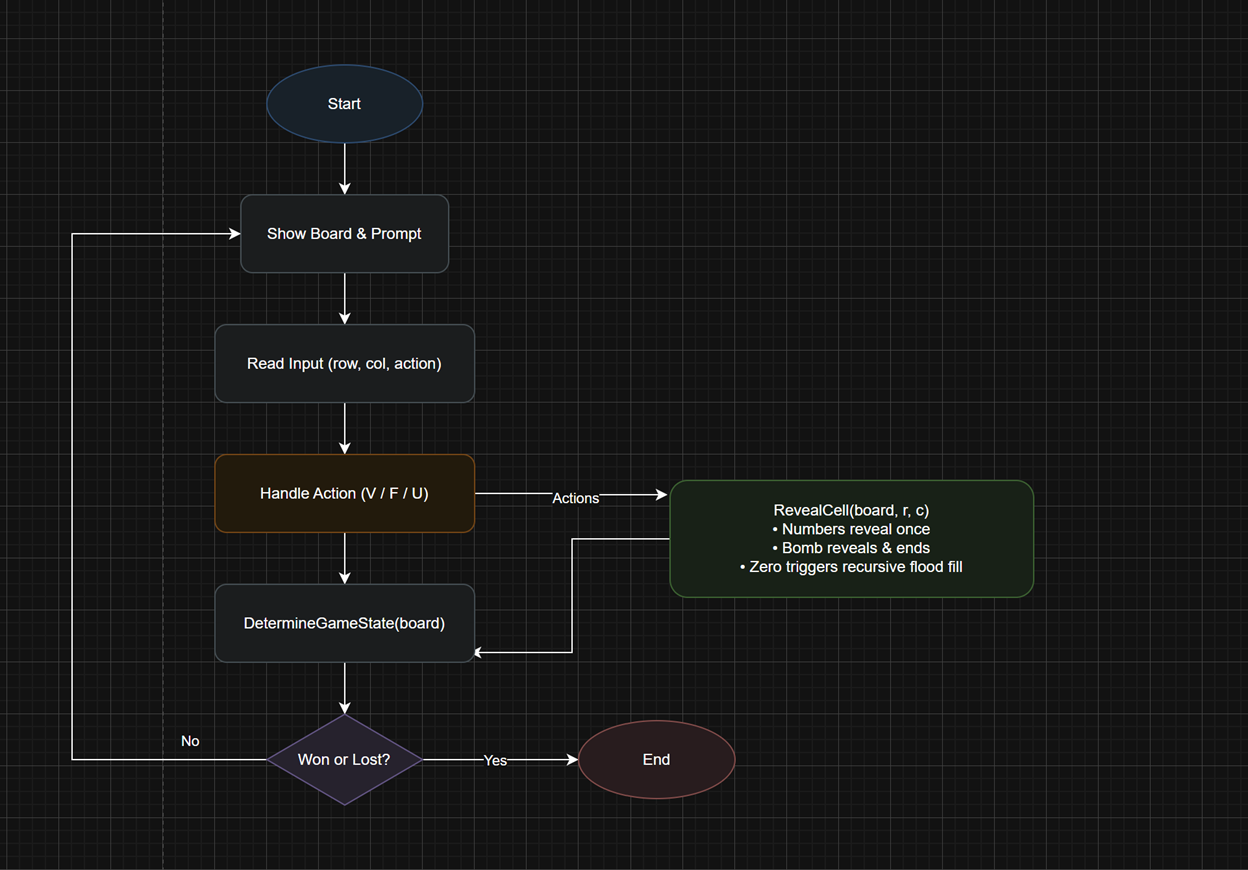 Start
Show Board & Prompt
Read Input (row, col, action)
Handle Action (V / F / U)
Actions
RevealCell(board, r, c)
• Numbers reveal once
• Bomb reveals & ends
• Zero triggers recursive flood fill
DetermineGameState(board)
No
Won or Lost?
Yes
End